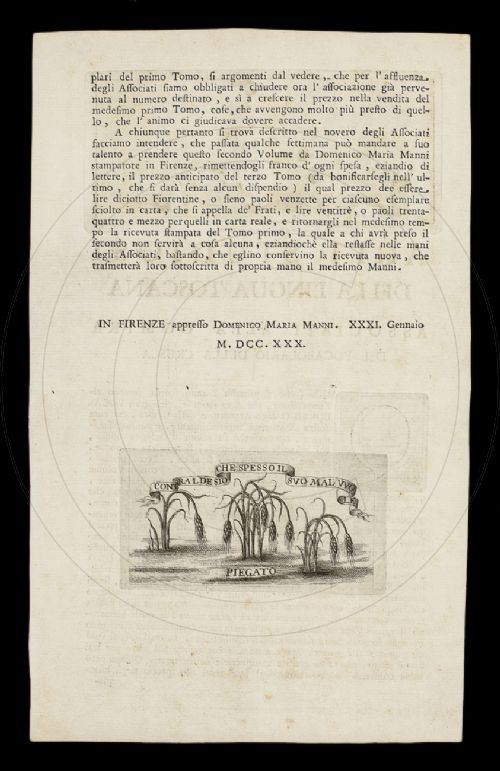 plari del primo Tomo, si argomenti dal vedere, che per l' affluenza
degli Associati siamo obbligati a chiudere ora l' associazione già perve-
nuta al numero destinato, e sì a crescere il prezzo nella vendita del
medesimo primo Tomo, cose, che avvengono molto più presto di quel-
lo, che l' animo ci giudicava dovere accadere.
A chiunque pertanto si trova descritto nel novero degli Associati
facciamo intendere, che passata qualche settimana può mandare a suo
talento a prendere questo secondo Volume da Domenico Maria Manni
stampatore in Firenze, rimettendogli franco d' ogni spesa, eziandio di
lettere, il prezzo anticipato del terzo Tomo (da bonificarsegli nell' ul-
timo, che si darà senza alcun dispendio) il qual prezzo dee essere
lire diciotto Fiorentine, o sieno paoli venzette per ciascuno esemplare
sciolto in carta, che si appella de' Frati, e lire ventitrè, o paoli trenta-
quattro e mezzo per quelli in carta reale, e ritornargli nel medesimo tem-
po la ricevuta stampata del Tomo primo, la quale a chi avrà preso il
secondo non servirà a cosa alcuna, eziandiochè ella restasse nelle mani
degli Associati, bastando, che eglino conservino la ricevuta nuova, che
trasmetterà loro sottoscritta di propria mano il medesimo Manni.
IN FIRENZE appresso DOMENICO MARIA MANNI. XXXI. Gennaio
M. DCC. XXX.
CHE SPESSO IL
CONTRA L DESIO SVO MAL VVOLE
PIEGATO